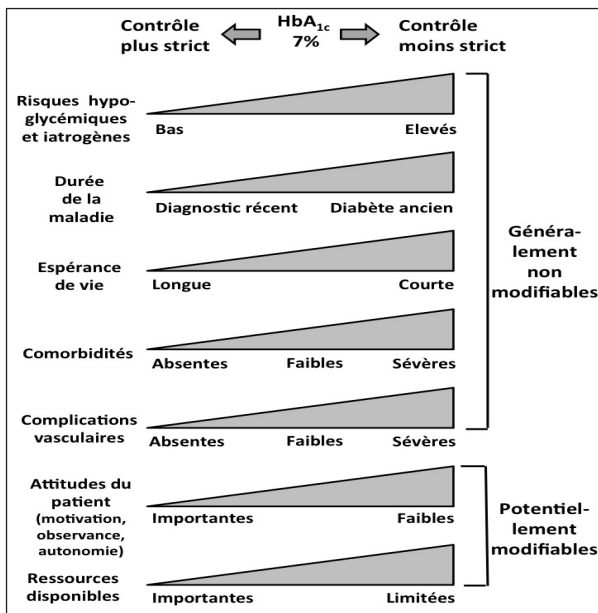 Contrôle
plus strict
HbA1c
7%
Contrôle
moins strict
Risques hypo-
glycémiques
et iatrogènes
Bas
Elevés
Durée
de la
maladie
Diagnostic récent
Diabète ancien
Espérance
de vie
Longue
Courte
Comorbidités
Absentes
Faibles
Sévères
Complications
vasculaires
Absentes
Faibles
Sévères
Généra-
lement
non
modifiables
Attitudes du
patient
(motivation,
observance,
autonomie)
Importantes
Faibles
Ressources
disponibles
Importantes
Limitées
Potentiel-
lement
modifiables